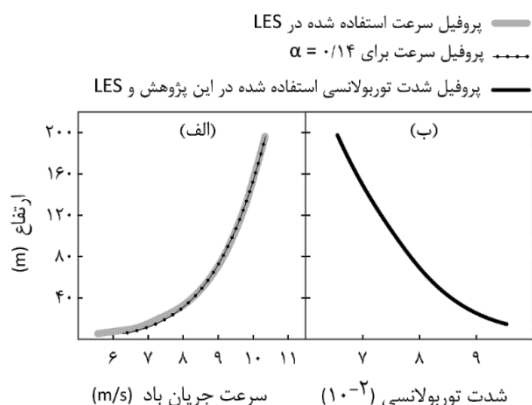 پروفیل سرعت استفاده شده در LES
پروفیل سرعت برای α = ۰/۱۴
پروفیل شدت توربولانسی استفاده شده در این پژوهش و LES
(الف)
(ب)
ارتفاع (m)
۲۰۰
۱۶۰
۱۲۰
۸۰
۴۰
۶ ۷ ۸ ۹ ۱۰ ۱۱
۷ ۸ ۹
سرعت جریان باد (m/s)
شدت توربولانسی (۱۰⁻²)